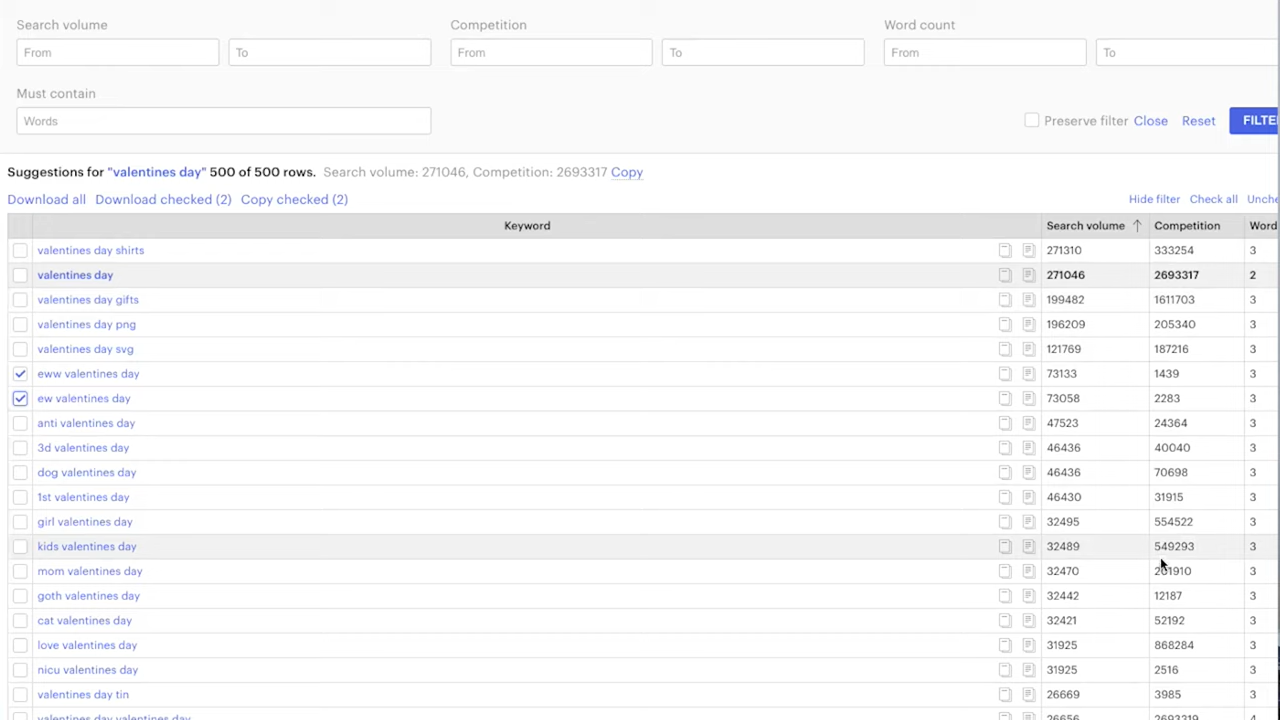 Search volume Competition Word count
From To From To From To
Must contain
Words Preserve filter Close Reset FILTE
Suggestions for "valentines day" 500 of 500 rows. Search volume: 271046, Competition: 2693317 Copy
Download all Download checked (2) Copy checked (2) Hide filter Check all Unche
Keyword Search volume Competition Word
valentines day shirts 271310 333254 3
valentines day 271046 2693317 2
valentines day gifts 199482 1611703 3
valentines day png 196209 205340 3
valentines day svg 121769 187216 3
eww valentines day 73133 1439 3
ew valentines day 73058 2283 3
anti valentines day 47523 24364 3
3d valentines day 46436 40040 3
dog valentines day 46436 70698 3
1st valentines day 46430 31915 3
girl valentines day 32495 554522 3
kids valentines day 32489 549293 3
mom valentines day 32470 261910 3
goth valentines day 32442 12187 3
cat valentines day 32421 52192 3
love valentines day 31925 868284 3
nicu valentines day 31925 2516 3
valentines day tin 26669 3985 3
valentines day valentines day 26656 2693319 4